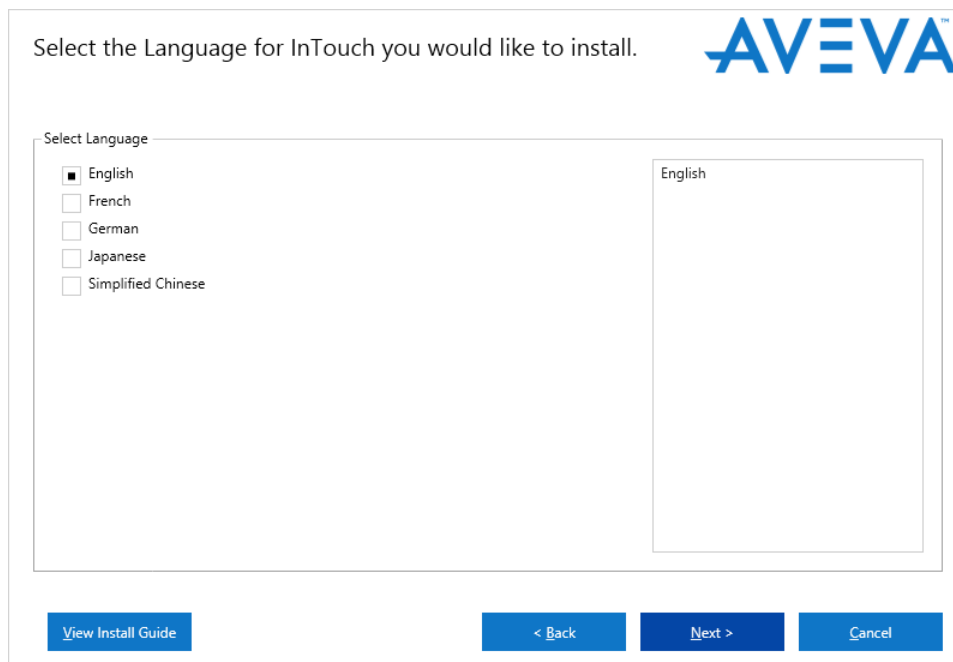 Select the Language for InTouch you would like to install.
AVEVA™
Select Language
English
French
German
Japanese
Simplified Chinese
English
View Install Guide
< Back
Next >
Cancel